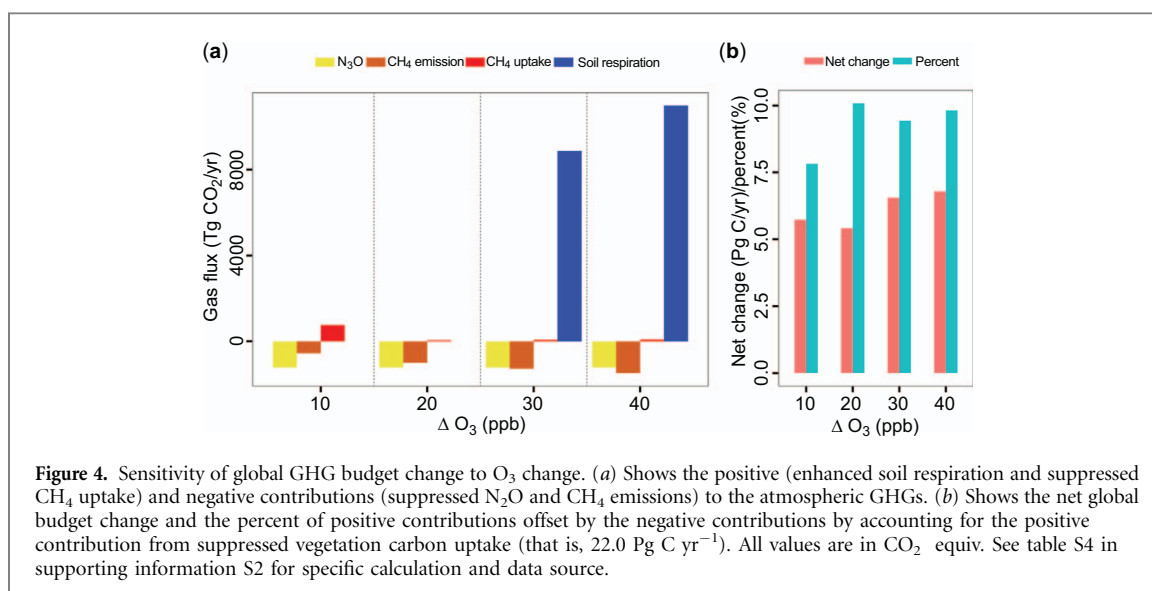 (a)
N₃O CH₄ emission CH₄ uptake Soil respiration
Gas flux (Tg CO₂/yr)
8000
4000
0
10 20 30 40
Δ O₃ (ppb)
(b)
Net change Percent
Net change (Pg C/yr)/percent(%)
10.0
7.5
5.0
2.5
0.0
10 20 30 40
Δ O₃ (ppb)
Figure 4. Sensitivity of global GHG budget change to O₃ change. (a) Shows the positive (enhanced soil respiration and suppressed
CH₄ uptake) and negative contributions (suppressed N₂O and CH₄ emissions) to the atmospheric GHGs. (b) Shows the net global
budget change and the percent of positive contributions offset by the negative contributions by accounting for the positive
contribution from suppressed vegetation carbon uptake (that is, 22.0 Pg C yr⁻¹). All values are in CO₂ equiv. See table S4 in
supporting information S2 for specific calculation and data source.